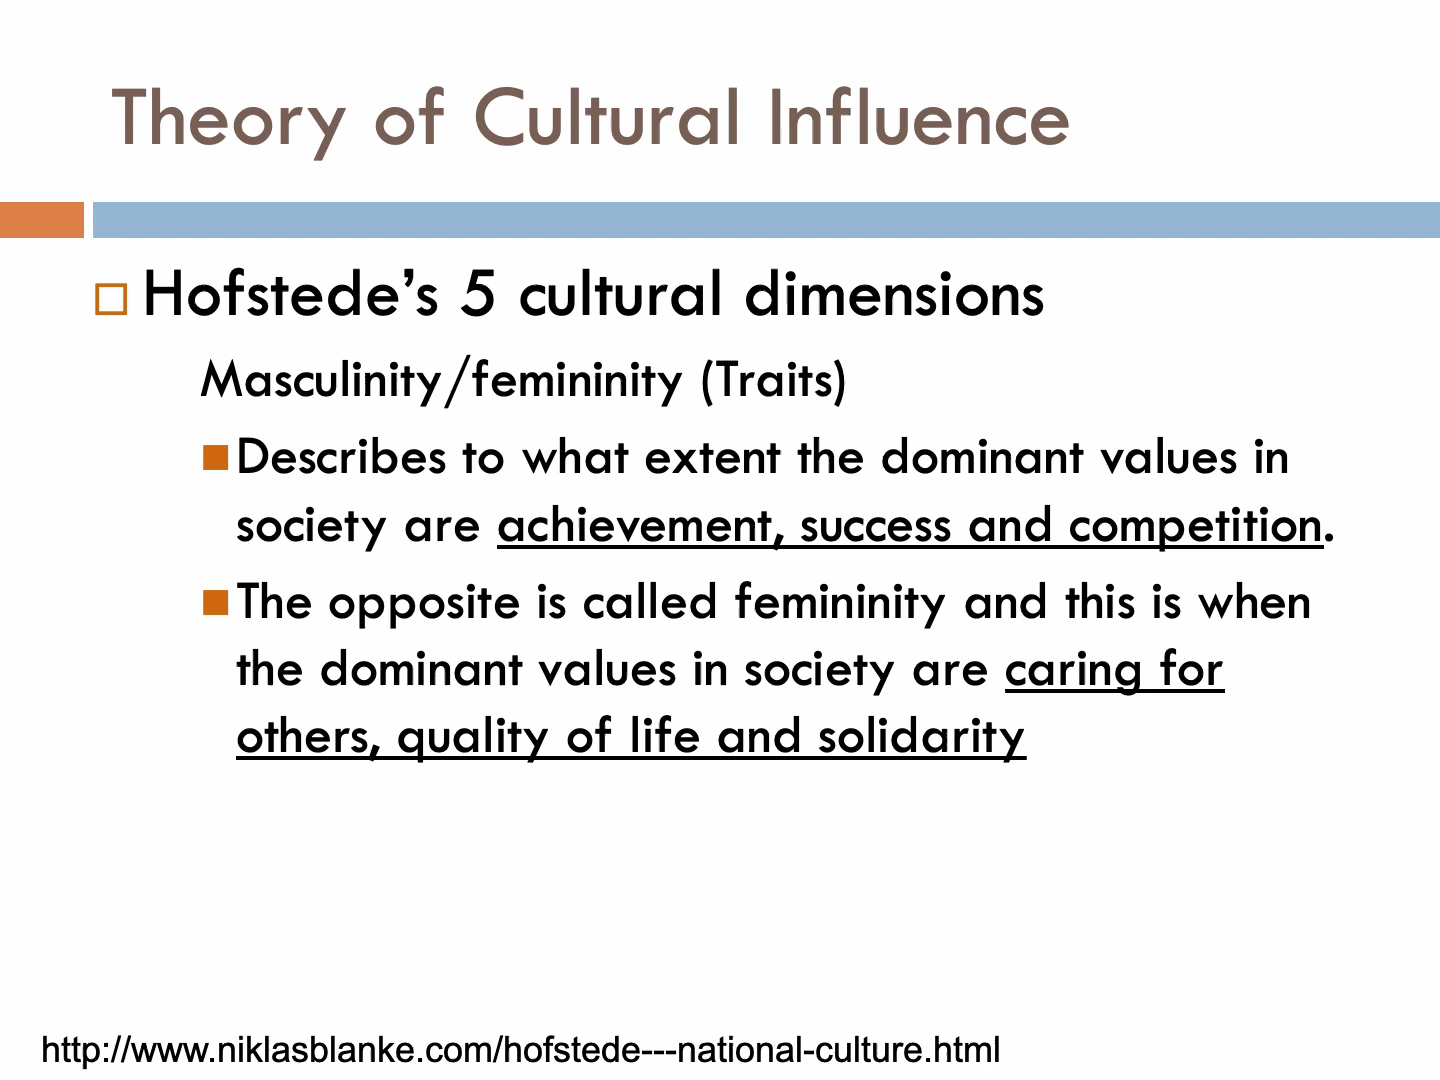 Theory of Cultural Influence
Hofstede’s 5 cultural dimensions
Masculinity/femininity (Traits)
Describes to what extent the dominant values in
society are achievement, success and competition.
The opposite is called femininity and this is when
the dominant values in society are caring for
others, quality of life and solidarity
http://www.niklasblanke.com/hofstede---national-culture.html